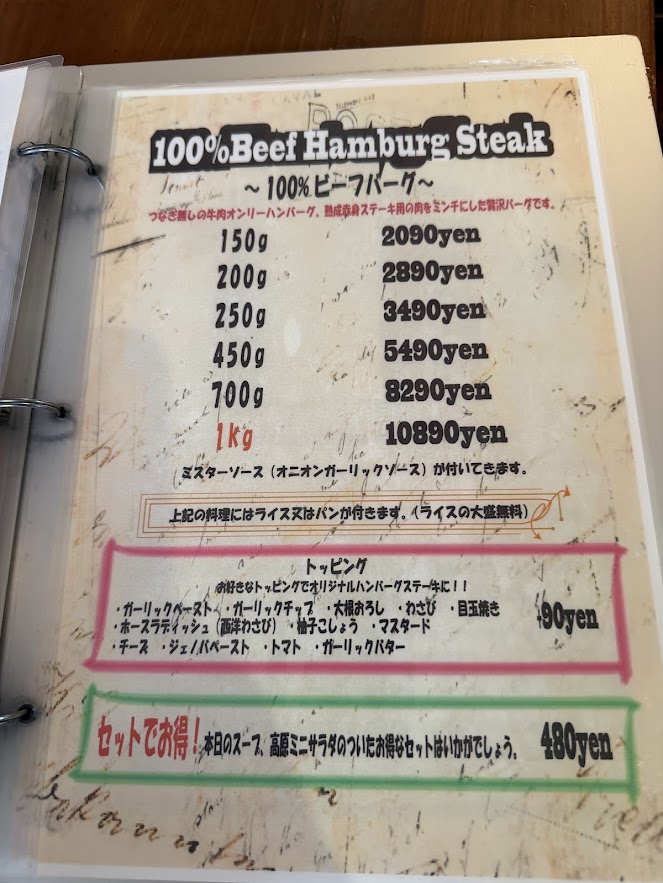 100%Beef Hamburg Steak
～100%ビーフバーグ～
つなぎ無しの牛肉オンリーハンバーグ。熟成赤身ステーキ用の肉をミンチにした贅沢バーグです。
150g 2090yen
200g 2890yen
250g 3490yen
450g 5490yen
700g 8290yen
1kg 10890yen
ミスターソース（オニオンガーリックソース）が付いてきます。
上記の料理にはライス又はパンが付きます。（ライスの大盛無料）
トッピング
お好きなトッピングでオリジナルハンバーグステーキに！！
・ガーリックペースト ・ガーリックチップ ・大根おろし ・わさび ・目玉焼き
・ホースラディッシュ（西洋わさび） ・柚子こしょう ・マスタード
・チーズ ・ジェノバペースト ・トマト ・ガーリックバター
90yen
セットでお得！本日のスープ、高原ミニサラダのついたお得なセットはいかがでしょう。 480yen